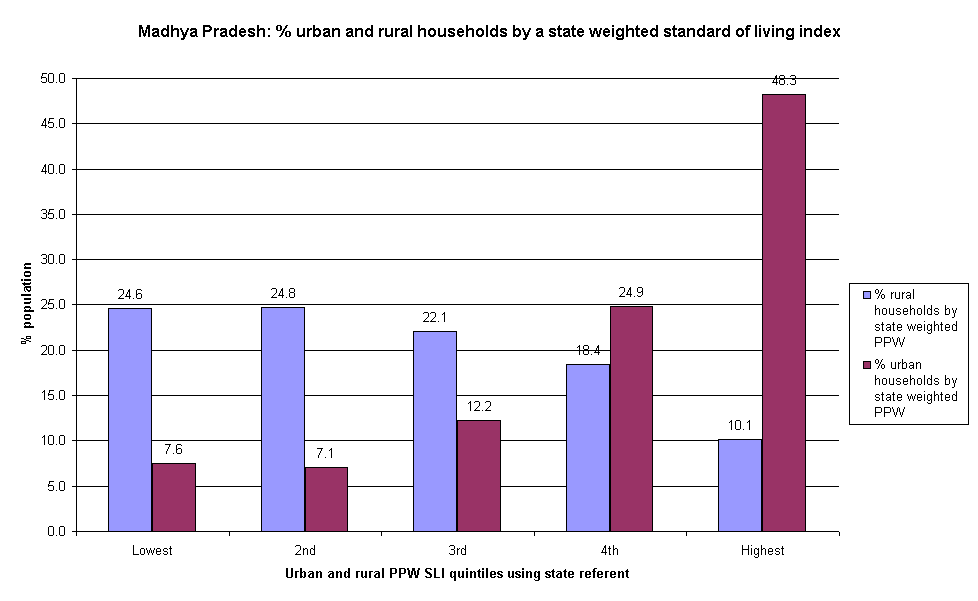 Madhya Pradesh: % urban and rural households by a state weighted standard of living index
50.0
45.0
40.0
35.0
30.0
25.0
20.0
15.0
10.0
5.0
0.0
% population
24.6
7.6
24.8
7.1
22.1
12.2
18.4
24.9
10.1
48.3
Lowest
2nd
3rd
4th
Highest
Urban and rural PPW SLI quintiles using state referent
% rural
households by
state weighted
PPW
% urban
households by
state weighted
PPW